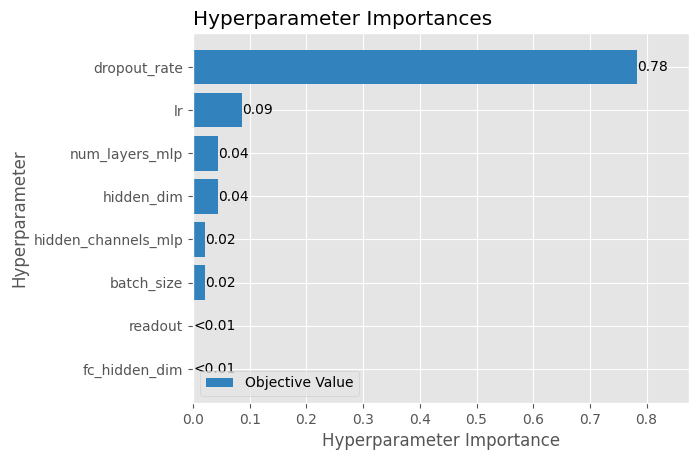 Hyperparameter Importances
dropout_rate
0.78
lr
0.09
num_layers_mlp
0.04
hidden_dim
0.04
hidden_channels_mlp
0.02
batch_size
0.02
readout
<0.01
fc_hidden_dim
<0.01
Objective Value
0.0 0.1 0.2 0.3 0.4 0.5 0.6 0.7 0.8
Hyperparameter Importance
Hyperparameter